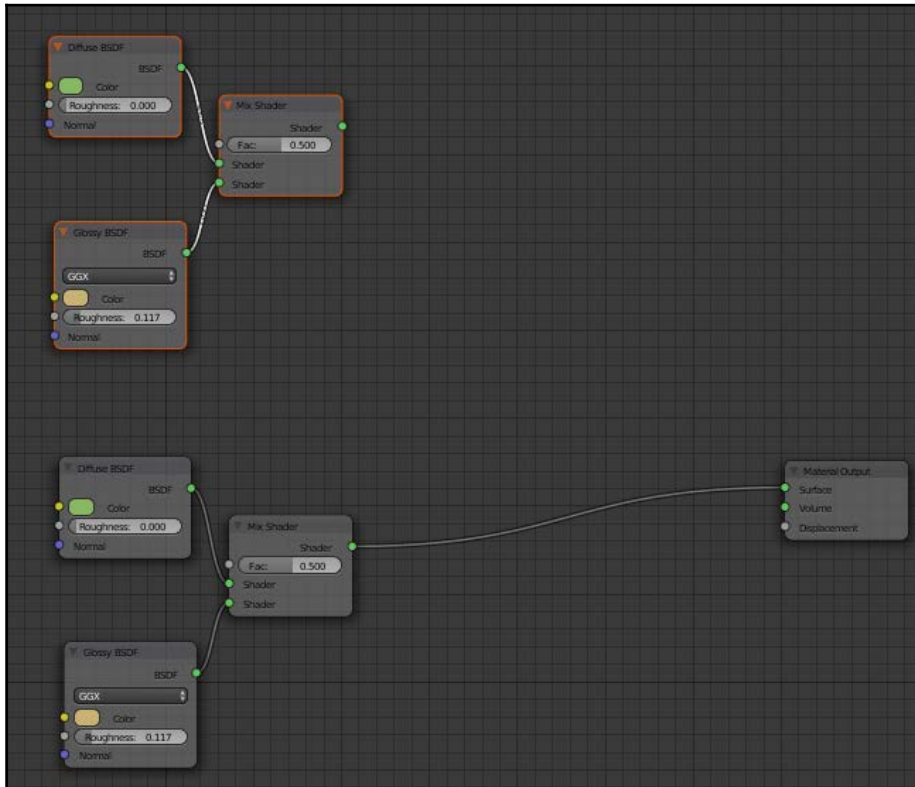 Diffuse BSDF
BSDF
Color
Roughness: 0.000
Normal
Mix Shader
Shader
Fac: 0.500
Shader
Shader
Glossy BSDF
BSDF
GGX
Color
Roughness: 0.117
Normal
Diffuse BSDF
BSDF
Color
Roughness: 0.000
Normal
Mix Shader
Shader
Fac: 0.500
Shader
Shader
Glossy BSDF
BSDF
GGX
Color
Roughness: 0.117
Normal
Material Output
Surface
Volume
Displacement